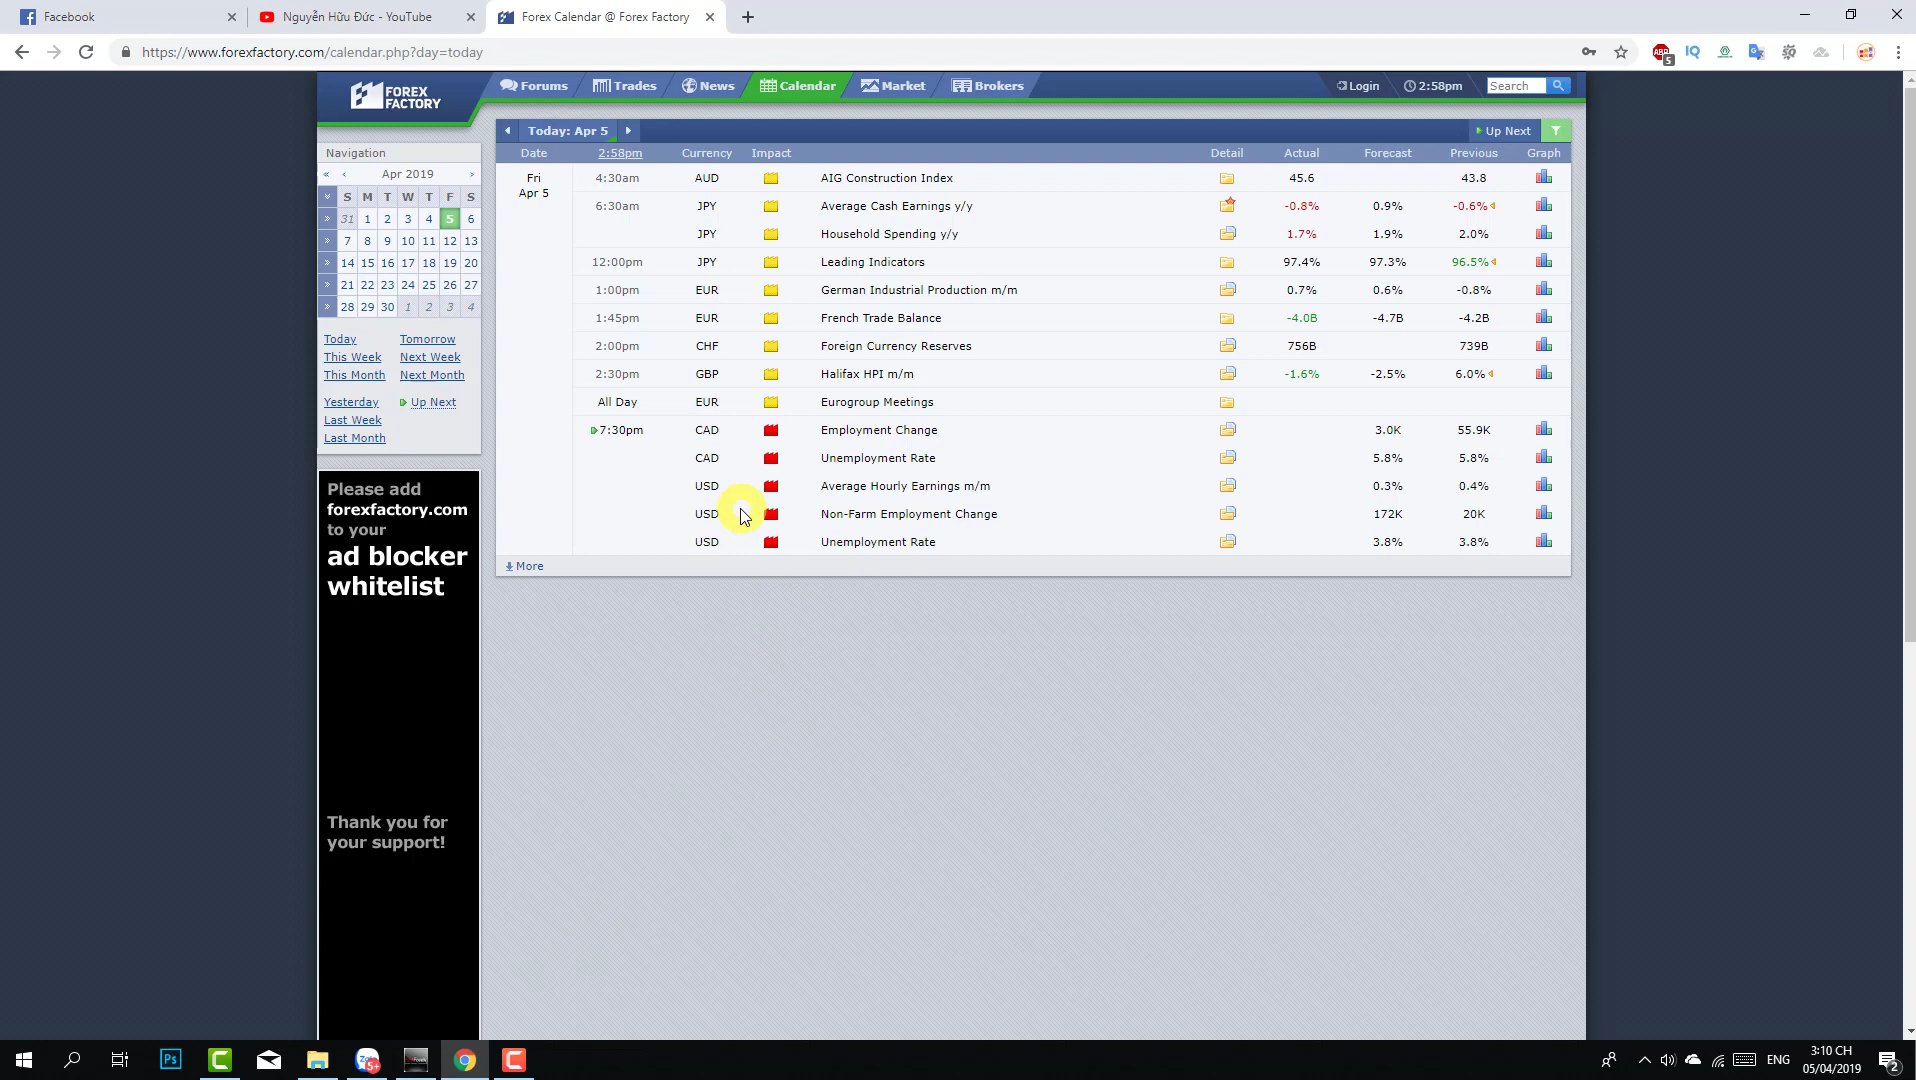 Facebook
Nguyễn Hữu Đức - YouTube
Forex Calendar @ Forex Factory
https://www.forexfactory.com/calendar.php?day=today
ABP
5
IQ
FOREX
FACTORY
Forums
Trades
News
Calendar
Market
Brokers
Login
2:58pm
Search
Navigation
« ‹ Apr 2019 ›
S M T W T F S
» 31 1 2 3 4 5 6
» 7 8 9 10 11 12 13
» 14 15 16 17 18 19 20
» 21 22 23 24 25 26 27
» 28 29 30 1 2 3 4
Today Tomorrow
This Week Next Week
This Month Next Month
Yesterday Up Next
Last Week
Last Month
Please add
forexfactory.com
to your
ad blocker
whitelist
Thank you for
your support!
Today: Apr 5 Up Next
Date 2:58pm Currency Impact Detail Actual Forecast Previous Graph
Fri 4:30am AUD AIG Construction Index 45.6 43.8
Apr 5
6:30am JPY Average Cash Earnings y/y -0.8% 0.9% -0.6%
JPY Household Spending y/y 1.7% 1.9% 2.0%
12:00pm JPY Leading Indicators 97.4% 97.3% 96.5%
1:00pm EUR German Industrial Production m/m 0.7% 0.6% -0.8%
1:45pm EUR French Trade Balance -4.0B -4.7B -4.2B
2:00pm CHF Foreign Currency Reserves 756B 739B
2:30pm GBP Halifax HPI m/m -1.6% -2.5% 6.0%
All Day EUR Eurogroup Meetings
7:30pm CAD Employment Change 3.0K 55.9K
CAD Unemployment Rate 5.8% 5.8%
USD Average Hourly Earnings m/m 0.3% 0.4%
USD Non-Farm Employment Change 172K 20K
USD Unemployment Rate 3.8% 3.8%
More
Ps
Zalo
5+
ENG
3:10 CH
05/04/2019
2